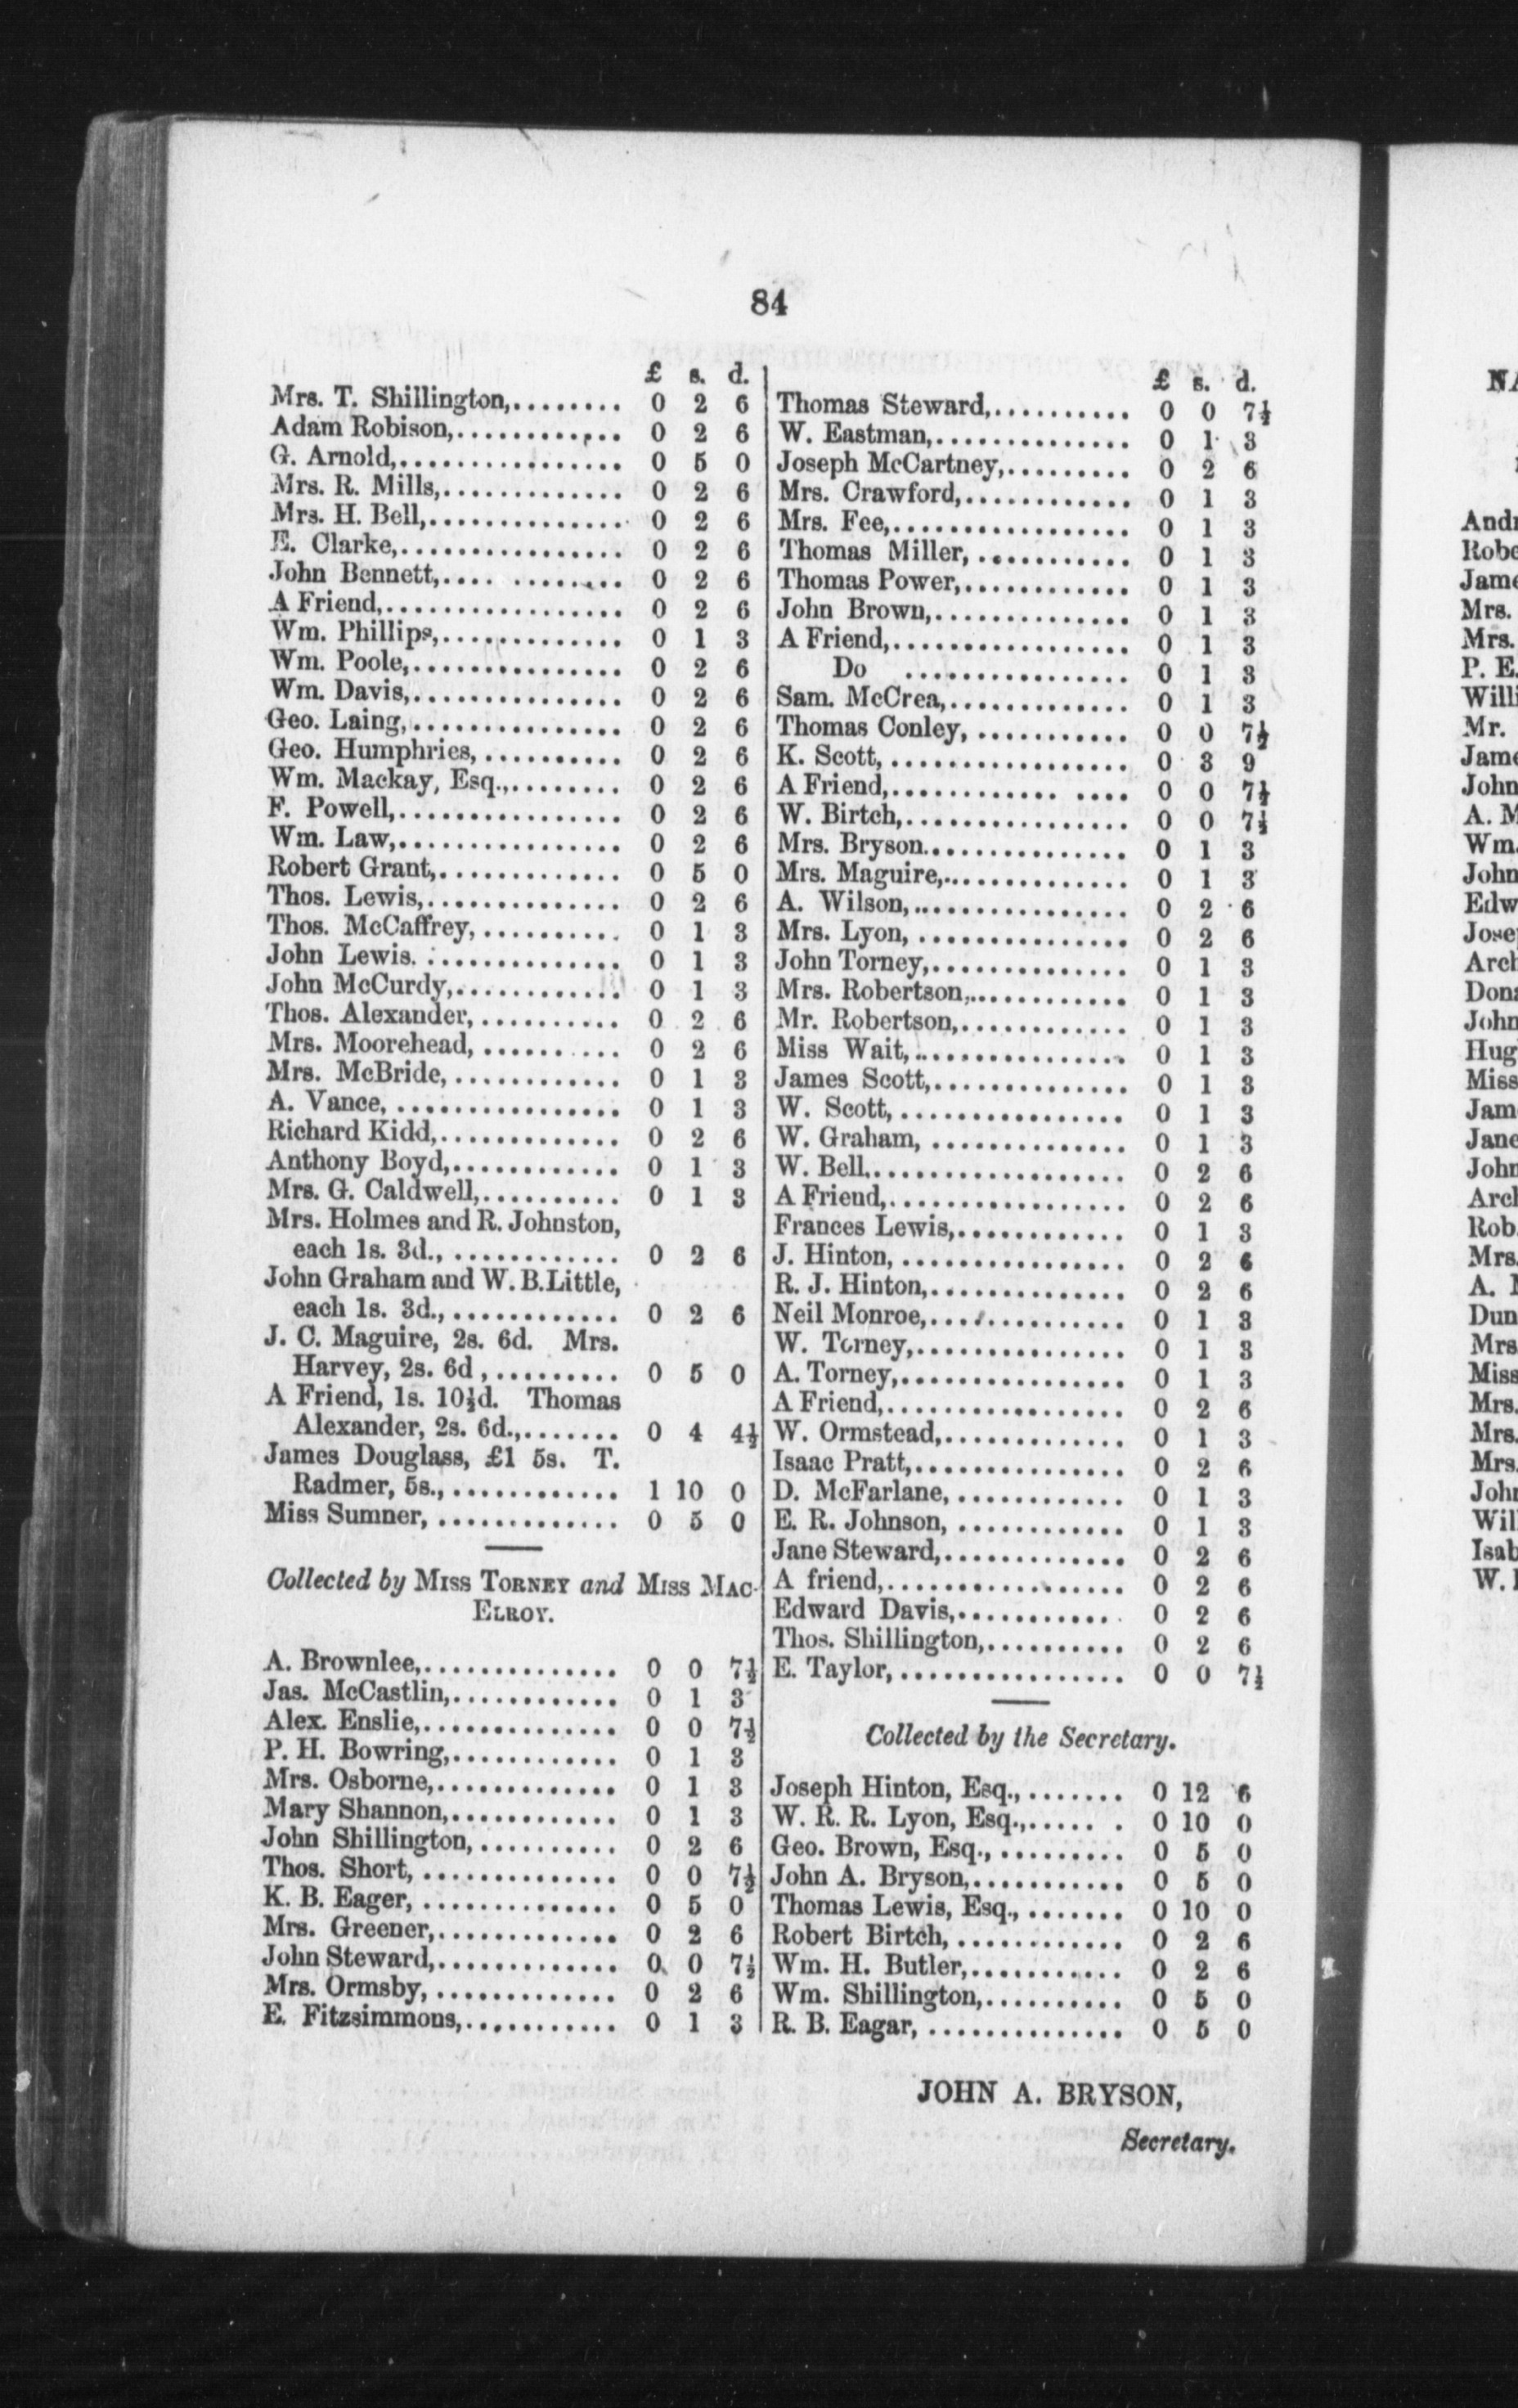 84
£ s. d.
Mrs. T. Shillington,........ 0 2 6
Adam Robison,............. 0 2 6
G. Arnold,................. 0 5 0
Mrs. R. Mills,.............. 0 2 6
Mrs. H. Bell,............... 0 2 6
E. Clarke,................. 0 2 6
John Bennett,.... ......... 0 2 6
A Friend,.................. 0 2 6
Wm. Phillips,.............. 0 1 3
Wm. Poole,................ 0 2 6
Wm. Davis,................ 0 2 6
Geo. Laing,................ 0 2 6
Geo. Humphries, .......... 0 2 6
Wm. Mackay, Esq.,........ 0 2 6
F. Powell,................. 0 2 6
Wm. Law,................. 0 2 6
Robert Grant,.............. 0 5 0
Thos. Lewis,............... 0 2 6
Thos. McCaffrey, .......... 0 1 3
John Lewis. ............... 0 1 3
John McCurdy,............. 0 1 3
Thos. Alexander, .......... 0 2 6
Mrs. Moorehead, .......... 0 2 6
Mrs. McBride, ............ 0 1 3
A. Vance, ................ 0 1 3
Richard Kidd,.............. 0 2 6
Anthony Boyd,............ 0 1 3
Mrs. G. Caldwell,.......... 0 1 3
Mrs. Holmes and R. Johnston,
each 1s. 3d., ............ 0 2 6
John Graham and W. B. Little,
each 1s. 3d., ............ 0 2 6
J. C. Maguire, 2s. 6d. Mrs.
Harvey, 2s. 6d , ......... 0 5 0
A Friend, 1s. 10½d. Thomas
Alexander, 2s. 6d.,....... 0 4 4½
James Douglass, £1 5s. T.
Radmer, 5s., ............ 1 10 0
Miss Sumner, ............. 0 5 0
Collected by MISS TORNEY and MISS MAC-
ELROY.
A. Brownlee,............... 0 0 7½
Jas. McCastlin,............ 0 1 3
Alex. Enslie,............... 0 0 7½
P. H. Bowring,............ 0 1 3
Mrs. Osborne,.............. 0 1 3
Mary Shannon,............ 0 1 3
John Shillington, .......... 0 2 6
Thos. Short, ............... 0 0 7½
K. B. Eager, ............... 0 5 0
Mrs. Greener,.............. 0 2 6
John Steward,.............. 0 0 7½
Mrs. Ormsby, .............. 0 2 6
E. Fitzsimmons,........... 0 1 3
£ s. d.
Thomas Steward,.......... 0 0 7½
W. Eastman,............... 0 1 3
Joseph McCartney,......... 0 2 6
Mrs. Crawford,............. 0 1 3
Mrs. Fee,.................. 0 1 3
Thomas Miller, ............ 0 1 3
Thomas Power,............. 0 1 3
John Brown,............... 0 1 3
A Friend,.................. 0 1 3
Do ................. 0 1 3
Sam. McCrea,.............. 0 1 3
Thomas Conley, ........... 0 0 7½
K. Scott, .................. 0 3 9
A Friend,............ .... 0 0 7½
W. Birtch,................. 0 0 7½
Mrs. Bryson............... 0 1 3
Mrs. Maguire,.............. 0 1 3
A. Wilson,................. 0 2 6
Mrs. Lyon, ................ 0 2 6
John Torney,............... 0 1 3
Mrs. Robertson,............ 0 1 3
Mr. Robertson,............. 0 1 3
Miss Wait,................. 0 1 3
James Scott,............... 0 1 3
W. Scott, ................. 0 1 3
W. Graham, ............... 0 1 3
W. Bell,................... 0 2 6
A Friend,.................. 0 2 6
Frances Lewis,............. 0 1 3
J. Hinton, ................ 0 2 6
R. J. Hinton,............... 0 2 6
Neil Monroe,............... 0 1 3
W. Torney,................ 0 1 3
A. Torney,................. 0 1 3
A Friend,.................. 0 2 6
W. Ormstead,.............. 0 1 3
Isaac Pratt,................ 0 2 6
D. McFarlane, ............. 0 1 3
E. R. Johnson, ............ 0 1 3
Jane Steward,.............. 0 2 6
A friend,.................. 0 2 6
Edward Davis,............ 0 2 6
Thos. Shillington,.......... 0 2 6
E. Taylor, ................. 0 0 7½
Collected by the Secretary.
Joseph Hinton, Esq., ....... 0 12 6
W. R. R. Lyon, Esq.,..... . 0 10 0
Geo. Brown, Esq., ......... 0 5 0
John A. Bryson,........... 0 5 0
Thomas Lewis, Esq., ....... 0 10 0
Robert Birtch, ............ 0 2 6
Wm. H. Butler,........... 0 2 6
Wm. Shillington,.......... 0 5 0
R. B. Eagar, .............. 0 5 0
JOHN A. BRYSON,
Secretary.
Mrs.
Mrs.
P. E.
Mr.
John
A. M
Wm.
John
John
Miss
John
Rob.
Mrs.
Miss
Mrs.
Mrs.
Mrs.